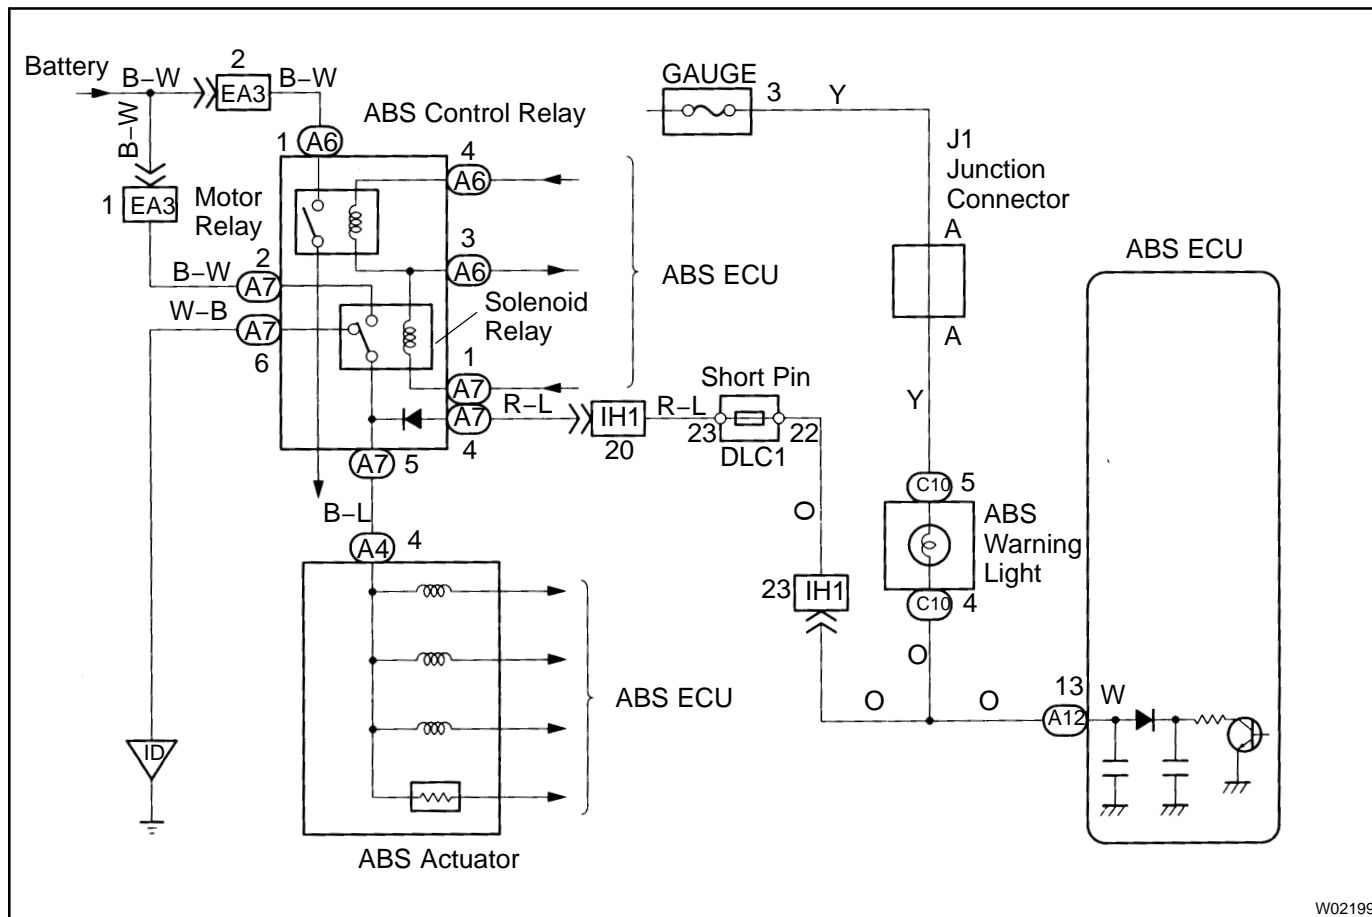 Battery
B–W
2
EA3
B–W
B–W
1
EA3
Motor
Relay
B–W
2
A7
W–B
A7
6
ABS Control Relay
1
A6
4
A6
3
A6
ABS ECU
Solenoid
Relay
1
A7
A7
4
R–L
IH1
20
R–L
Short Pin
23
22
DLC1
A7
5
B–L
A4
4
ABS ECU
ABS Actuator
ID
GAUGE
3
Y
J1
Junction
Connector
A
A
Y
C10
5
ABS
Warning
Light
C10
4
O
23
IH1
O
O
O
13
A12
W
ABS ECU
W02199